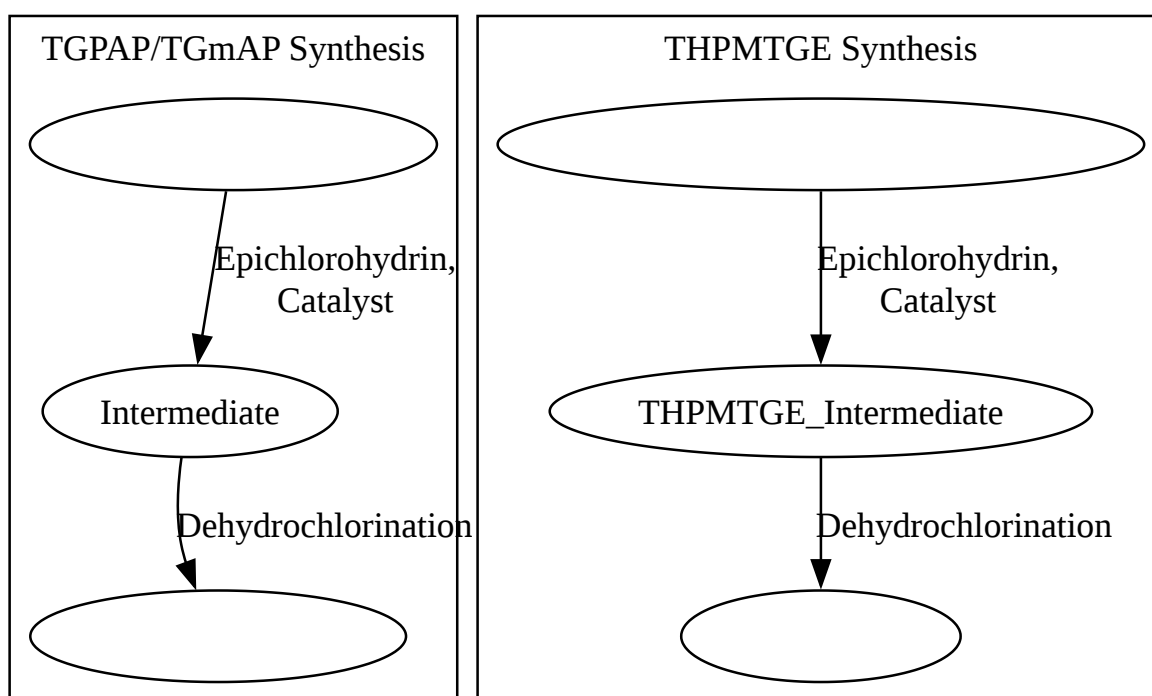 TGPAP/TGmAP Synthesis
Epichlorohydrin,
Catalyst
Intermediate
Dehydrochlorination
THPMTGE Synthesis
Epichlorohydrin,
Catalyst
THPMTGE_Intermediate
Dehydrochlorination